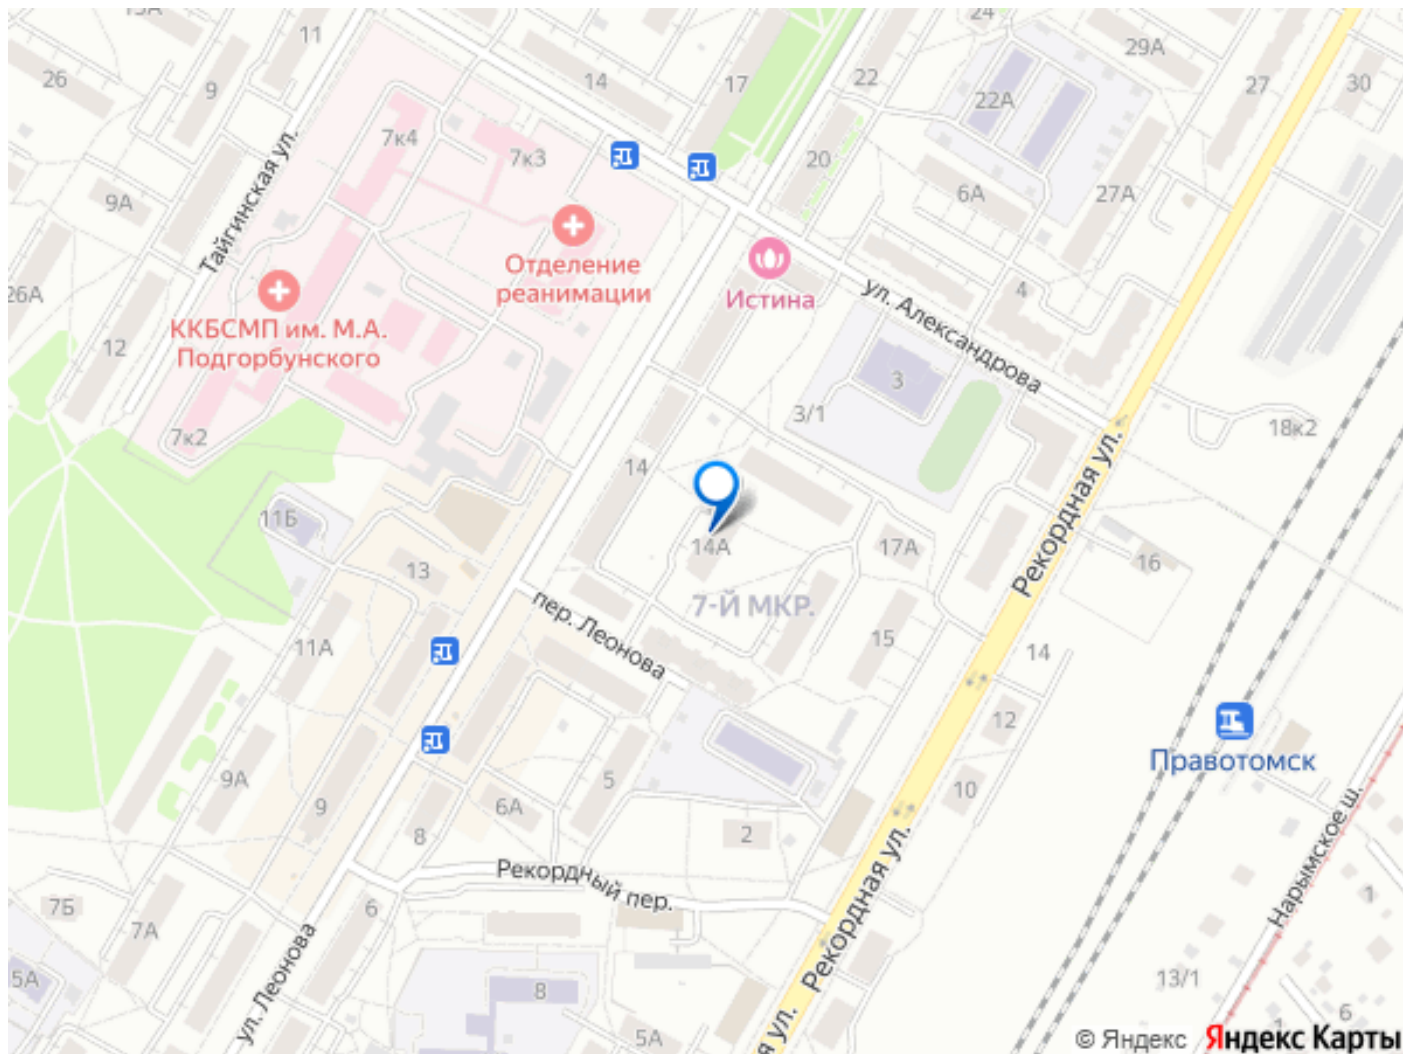 13А
11
24
26
9
14
17
22
29А
27
30
22А
7к4
7к3
20
9А
6А
27А
Тайгинская ул.
Отделение
реанимации
Истина
ул. Александрова
4
26А
ККБСМП им. М.А.
Подгорбунского
12
3
3/1
7к2
18к2
14
11Б
14А
17А
Рекордная ул.
16
13
пер. Леонова
7-Й МКР.
15
11А
14
12
Правотомск
9А
5
10
9
6А
8
2
Рекордный пер.
Рекордная ул.
Нарымское ш.
1
7Б
7А
6
ул. Леонова
5А
8
13/1
6
5А
я ул.
© Яндекс Яндекс Карты